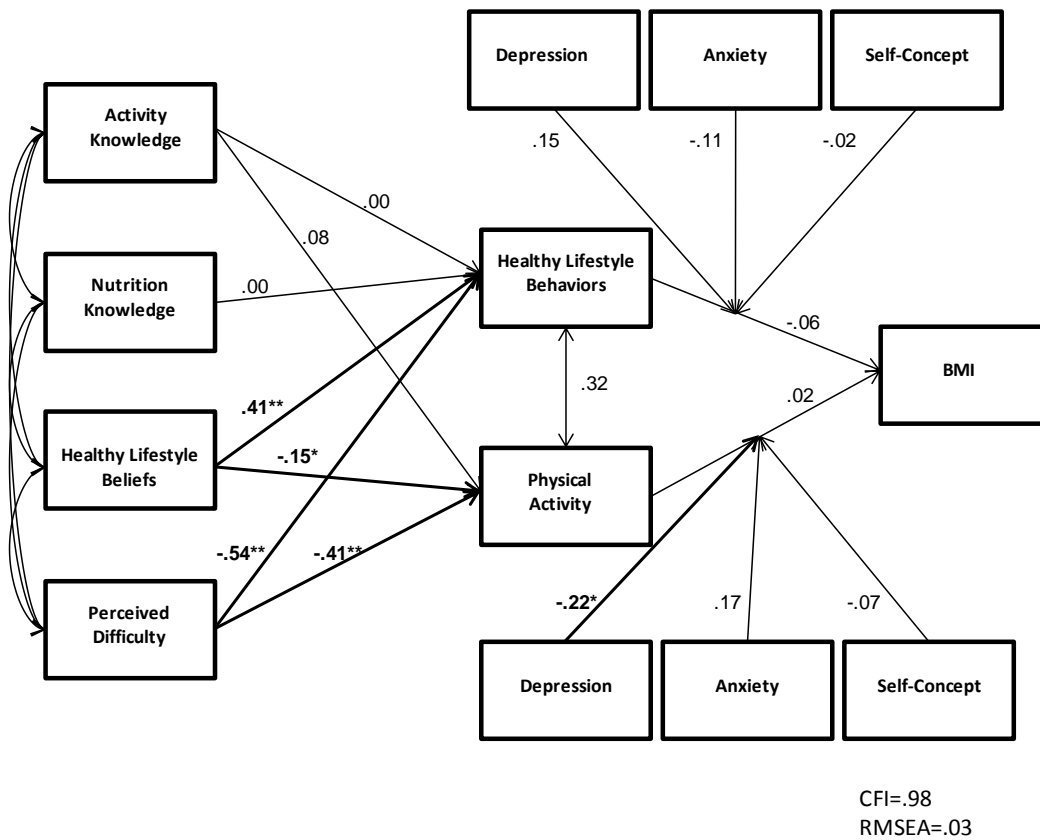 Depression
Anxiety
Self-Concept
Activity
Knowledge
.15
-.11
-.02
.00
.08
Nutrition
Knowledge
.00
Healthy Lifestyle
Behaviors
-.06
BMI
.32
.02
.41**
Healthy Lifestyle
Beliefs
-.15*
Physical
Activity
-.54**
-.41**
Perceived
Difficulty
-.22*
.17
-.07
Depression
Anxiety
Self-Concept
CFI=.98
RMSEA=.03